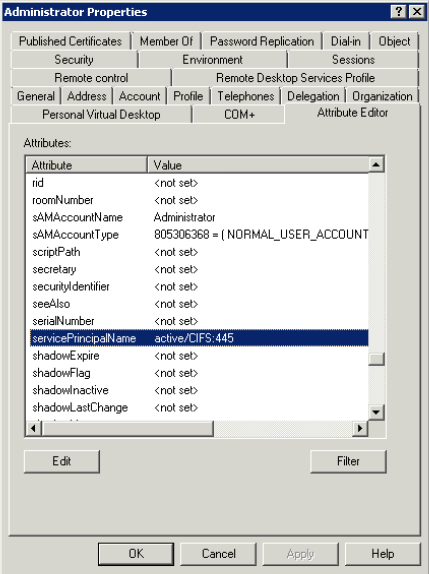 Administrator Properties
Published Certificates Member Of Password Replication Dial-in Object
Security Environment Sessions
Remote control Remote Desktop Services Profile
General Address Account Profile Telephones Delegation Organization
Personal Virtual Desktop COM+ Attribute Editor
Attributes:
Attribute Value
rid <not set>
roomNumber <not set>
sAMAccountName Administrator
sAMAccountType 805306368 = ( NORMAL_USER_ACCOUNT
scriptPath <not set>
secretary <not set>
securityIdentifier <not set>
seeAlso <not set>
serialNumber <not set>
servicePrincipalName active/CIFS:445
shadowExpire <not set>
shadowFlag <not set>
shadowInactive <not set>
shadowLastChange <not set>
Edit Filter
OK Cancel Apply Help